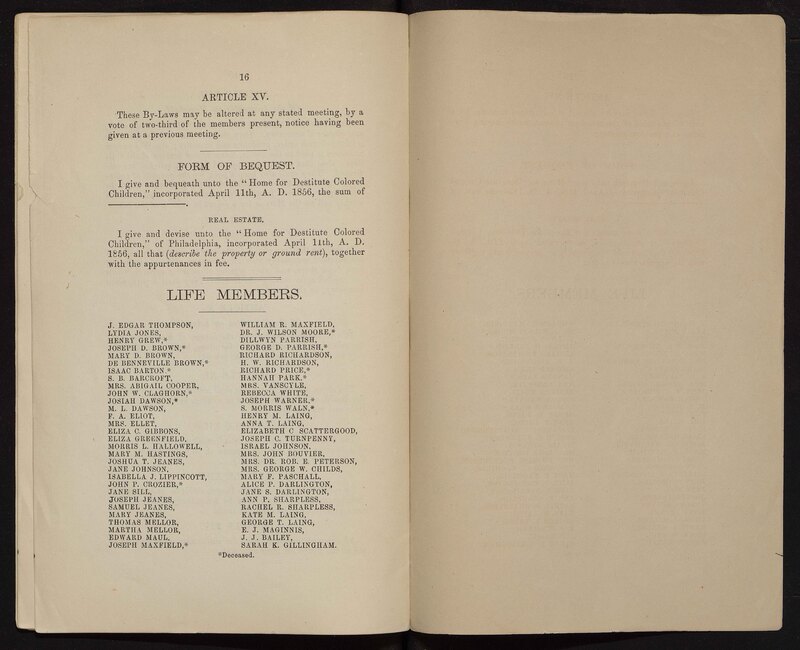 16
ARTICLE XV.
These By-Laws may be altered at any stated meeting, by a
vote of two-third of the members present, notice having been
given at a previous meeting.
FORM OF BEQUEST.
I give and bequeath unto the "Home for Destitute Colored
Children," incorporated April 11th, A. D. 1856, the sum of
.
REAL ESTATE.
I give and devise unto the "Home for Destitute Colored
Children," of Philadelphia, incorporated April 11th, A. D.
1856, all that (describe the property or ground rent), together
with the appurtenances in fee.
LIFE MEMBERS.
J. EDGAR THOMPSON,
LYDIA JONES,
HENRY GREW,*
JOSEPH D. BROWN,*
MARY D. BROWN,
DE BENNEVILLE BROWN,*
ISAAC BARTON.*
S. B. BARCROFT,
MRS. ABIGAIL COOPER,
JOHN W. CLAGHORN,*
JOSIAH DAWSON,*
M. L. DAWSON,
F. A. ELIOT,
MRS. ELLET,
ELIZA C. GIBBONS,
ELIZA GREENFIELD,
MORRIS L. HALLOWELL,
MARY M. HASTINGS,
JOSHUA T. JEANES,
JANE JOHNSON,
ISABELLA J. LIPPINCOTT,
JOHN P. CROZIER,*
JANE SILL,
JOSEPH JEANES,
SAMUEL JEANES,
MARY JEANES,
THOMAS MELLOR,
MARTHA MELLOR,
EDWARD MAUL,
JOSEPH MAXFIELD,*
WILLIAM R. MAXFIELD,
DR. J. WILSON MOORE,*
DILLWYN PARRISH,
GEORGE D. PARRISH,*
RICHARD RICHARDSON,
H. W. RICHARDSON,
RICHARD PRICE,*
HANNAH PARK,*
MRS. VANSCYLE,
REBECCA WHITE,
JOSEPH WARNER,*
S. MORRIS WALN,*
HENRY M. LAING,
ANNA T. LAING,
ELIZABETH C SCATTERGOOD,
JOSEPH C. TURNPENNY,
ISRAEL JOHNSON,
MRS. JOHN BOUVIER,
MRS. DR. ROB. E. PETERSON,
MRS. GEORGE W. CHILDS,
MARY F. PASCHALL,
ALICE P. DARLINGTON,
JANE S. DARLINGTON,
ANN P. SHARPLESS,
RACHEL R. SHARPLESS,
KATE M. LAING,
GEORGE T. LAING,
E. J. MAGINNIS,
J. J. BAILEY,
SARAH K. GILLINGHAM.
*Deceased.